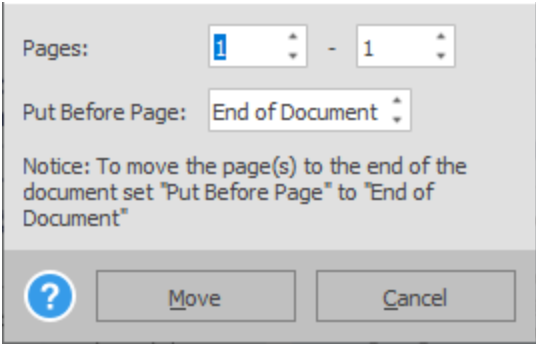 Pages: 1 - 1
Put Before Page: End of Document
Notice: To move the page(s) to the end of the
document set "Put Before Page" to "End of
Document"
? Move Cancel